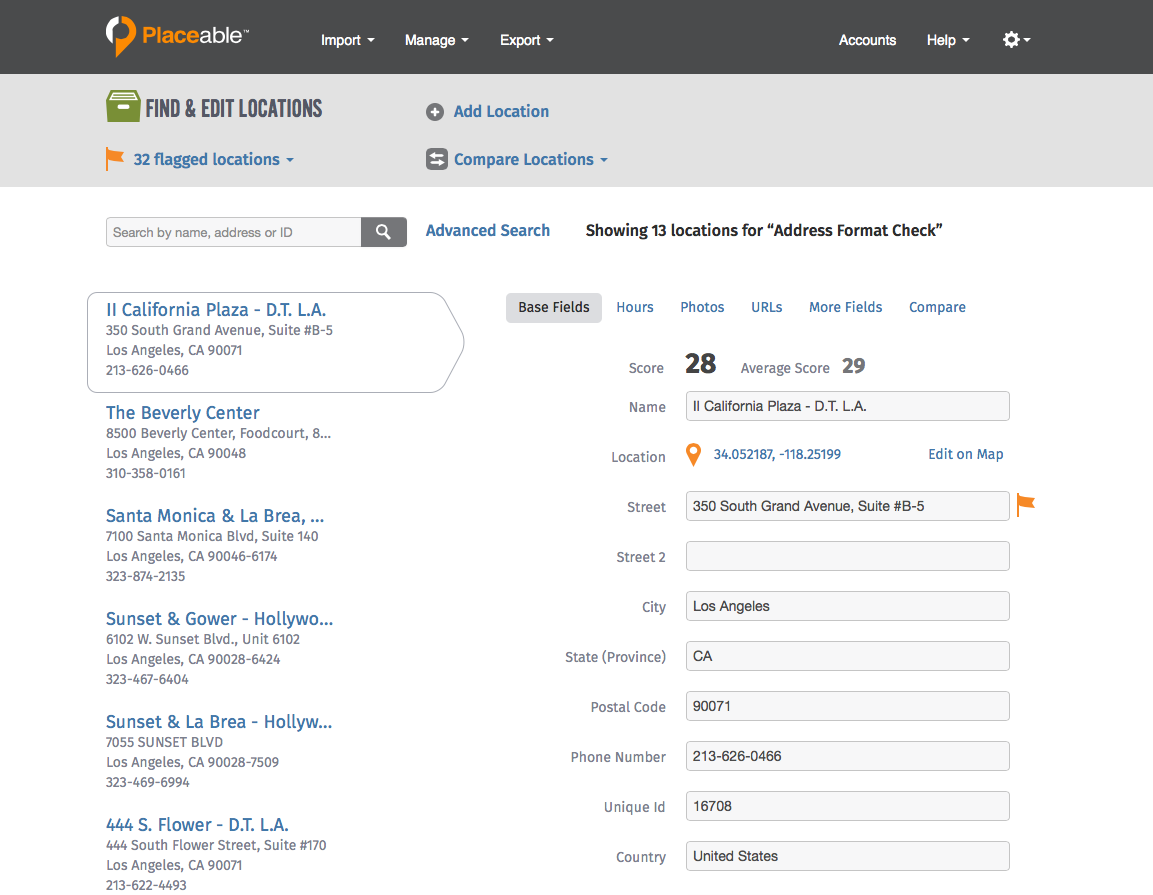 Placeable™
Import
Manage
Export
Accounts
Help
FIND & EDIT LOCATIONS
Add Location
32 flagged locations
Compare Locations
Search by name, address or ID
Advanced Search
Showing 13 locations for “Address Format Check”
II California Plaza - D.T. L.A.
350 South Grand Avenue, Suite #B-5
Los Angeles, CA 90071
213-626-0466
The Beverly Center
8500 Beverly Center, Foodcourt, 8...
Los Angeles, CA 90048
310-358-0161
Santa Monica & La Brea, ...
7100 Santa Monica Blvd, Suite 140
Los Angeles, CA 90046-6174
323-874-2135
Sunset & Gower - Hollywo...
6102 W. Sunset Blvd., Unit 6102
Los Angeles, CA 90028-6424
323-467-6404
Sunset & La Brea - Hollyw...
7055 SUNSET BLVD
Los Angeles, CA 90028-7509
323-469-6994
444 S. Flower - D.T. L.A.
444 South Flower Street, Suite #170
Los Angeles, CA 90071
213-622-4493
Base Fields
Hours
Photos
URLs
More Fields
Compare
Score 28 Average Score 29
Name II California Plaza - D.T. L.A.
Location 34.052187, -118.25199 Edit on Map
Street 350 South Grand Avenue, Suite #B-5
Street 2
City Los Angeles
State (Province) CA
Postal Code 90071
Phone Number 213-626-0466
Unique Id 16708
Country United States